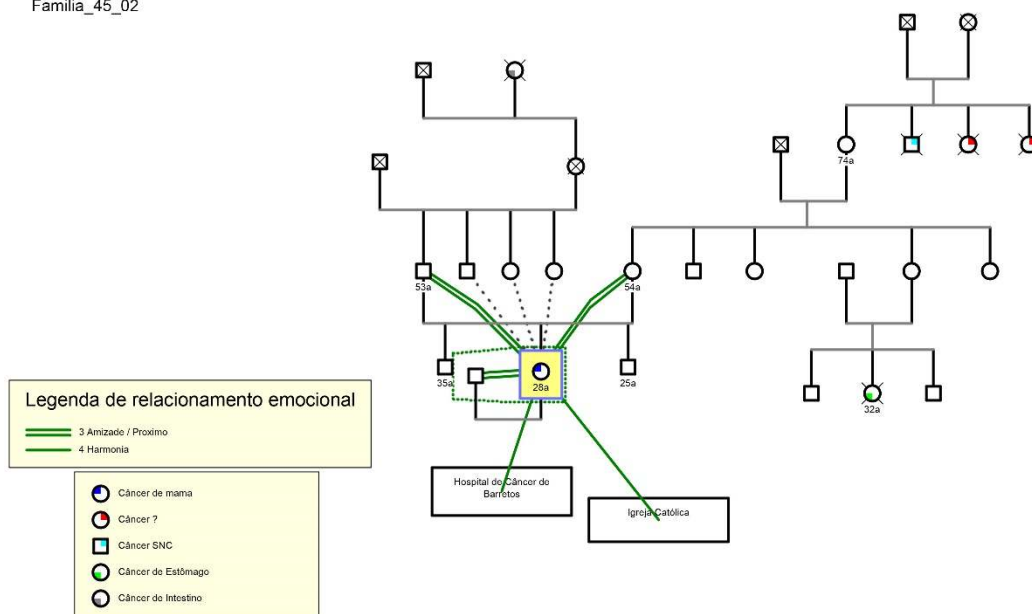 Familia_45_02
74a
53a
54a
35a
28a
25a
32a
Legenda de relacionamento emocional
3 Amizade / Proximo
4 Harmonia
Hospital de Câncer de
Barretos
Igreja Católica
Câncer de mama
Câncer ?
Câncer SNC
Câncer de Estômago
Câncer de Intestino